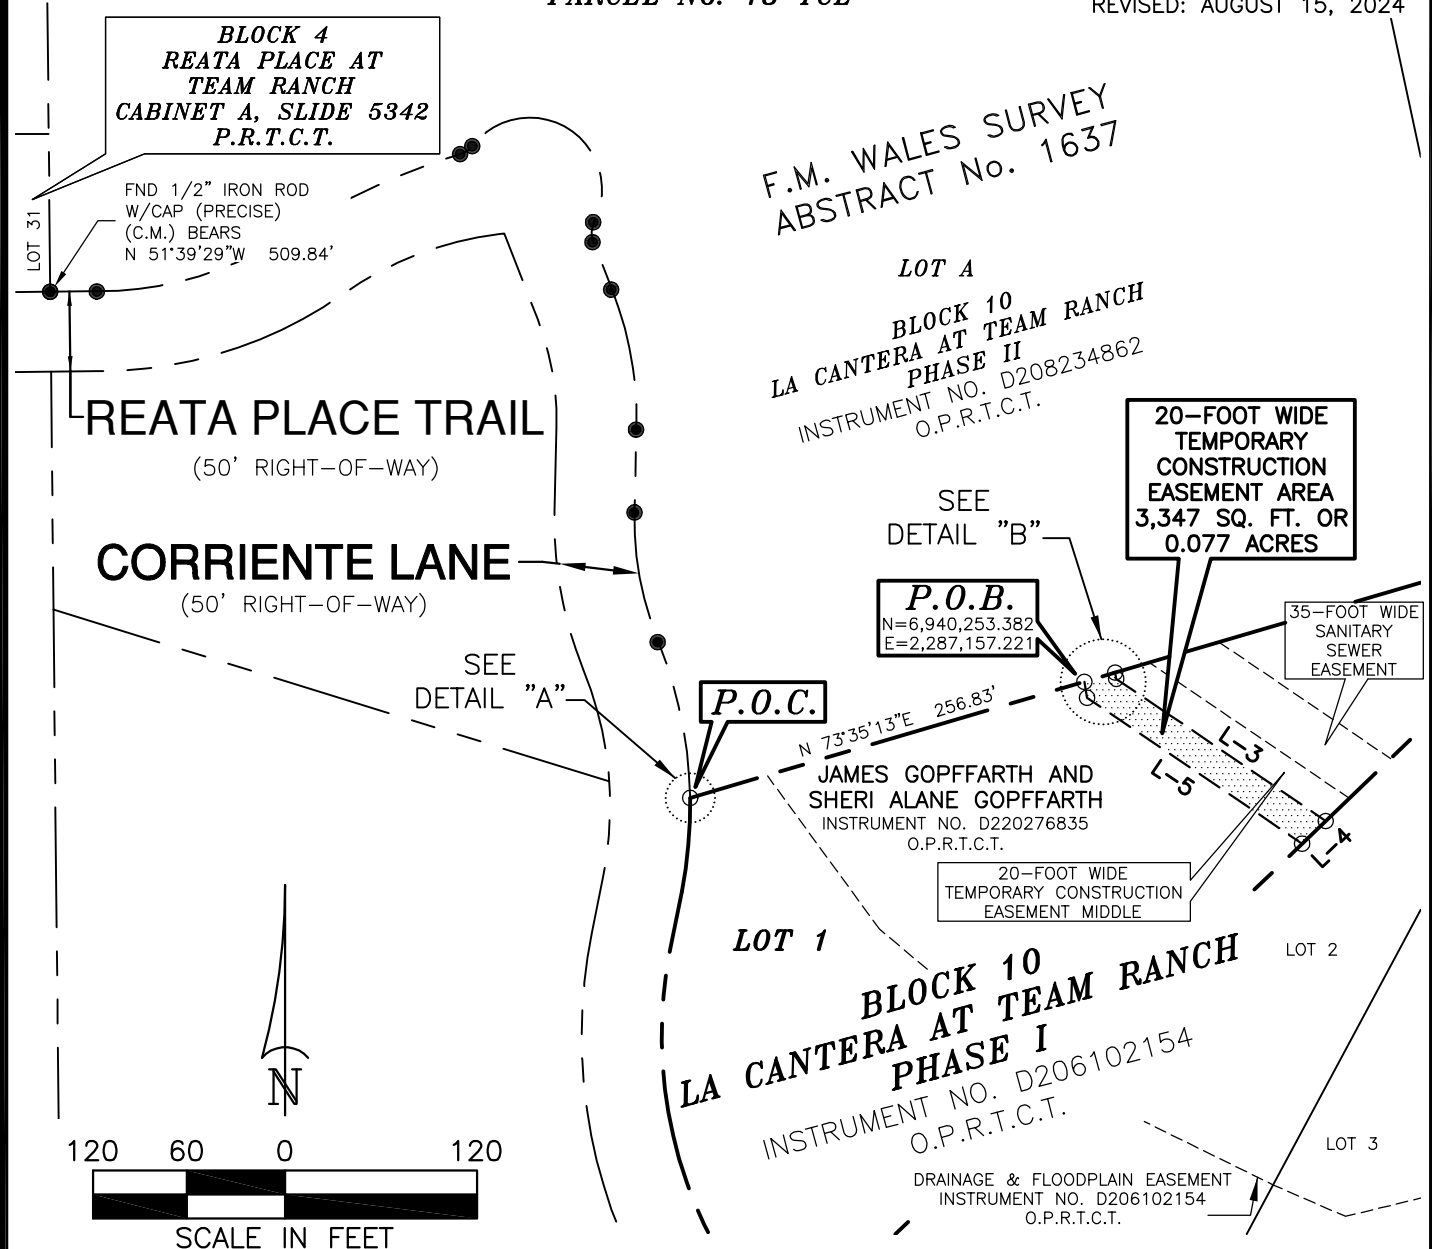 REVISED: AUGUST 15, 2024
BLOCK 4
REATA PLACE AT
TEAM RANCH
CABINET A, SLIDE 5342
P.R.T.C.T.
FND 1/2" IRON ROD
W/CAP (PRECISE)
(C.M.) BEARS
N 51°39'29"W 509.84'
LOT 31
F.M. WALES SURVEY
ABSTRACT No. 1637
LOT A
BLOCK 10
LA CANTERA AT TEAM RANCH
PHASE II
INSTRUMENT NO. D208234862
O.P.R.T.C.T.
REATA PLACE TRAIL
(50' RIGHT-OF-WAY)
20-FOOT WIDE
TEMPORARY
CONSTRUCTION
EASEMENT AREA
3,347 SQ. FT. OR
0.077 ACRES
SEE
DETAIL "B"
CORRIENTE LANE
(50' RIGHT-OF-WAY)
P.O.B.
N=6,940,253.382
E=2,287,157.221
35-FOOT WIDE
SANITARY
SEWER
EASEMENT
SEE
DETAIL "A"
P.O.C.
N 73°35'13"E 256.83'
L-3
L-5
L-4
JAMES GOPFFARTH AND
SHERI ALANE GOPFFARTH
INSTRUMENT NO. D220276835
O.P.R.T.C.T.
20-FOOT WIDE
TEMPORARY CONSTRUCTION
EASEMENT MIDDLE
LOT 1
LOT 2
BLOCK 10
LA CANTERA AT TEAM RANCH
PHASE I
INSTRUMENT NO. D206102154
O.P.R.T.C.T.
N
LOT 3
120 60 0 120
SCALE IN FEET
DRAINAGE & FLOODPLAIN EASEMENT
INSTRUMENT NO. D206102154
O.P.R.T.C.T.